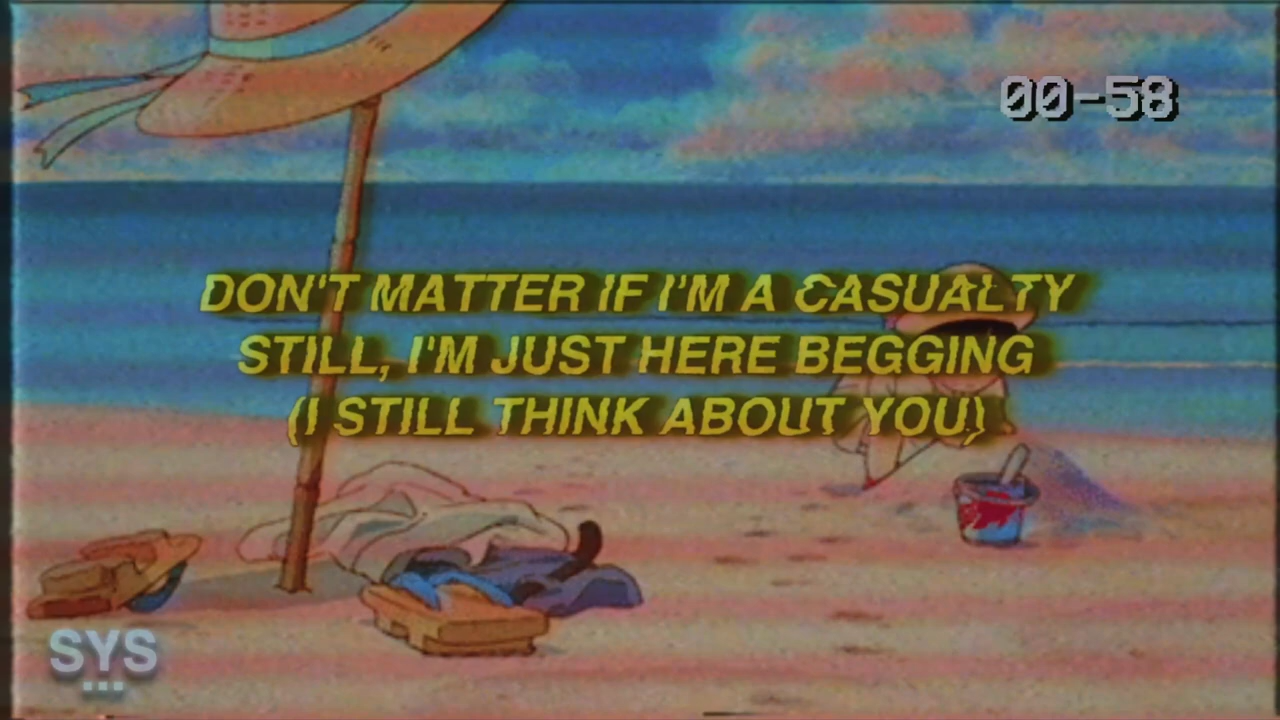 00-58
DON'T MATTER IF I'M A CASUALTY
STILL, I'M JUST HERE BEGGING
(I STILL THINK ABOUT YOU)
SYS